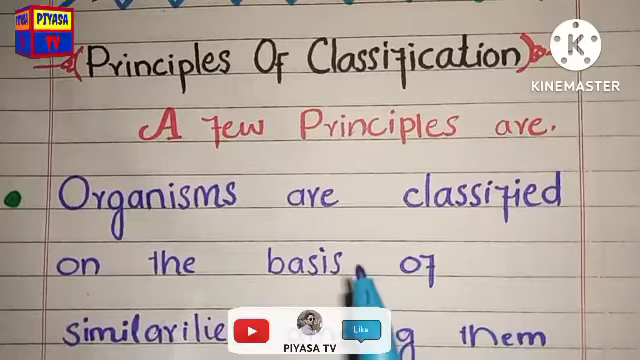 PIYASA
TV
(Principles Of Classification)
KINEMASTER
A few Principles are.
Organisms are classified
on the basis of
similarilie g them
PIYASA TV
Like